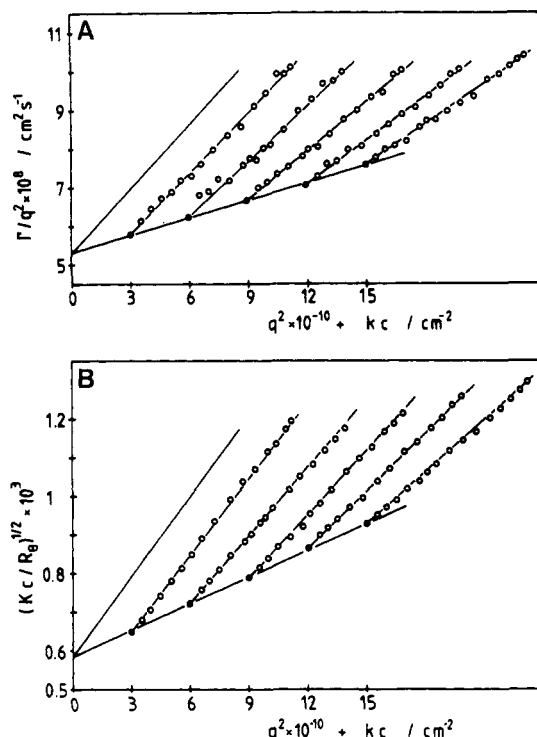 A
11
9
7
5
Γ/q² × 10⁸ / cm² s⁻¹
0 3 6 9 12 15
q² × 10⁻¹⁰ + kc / cm⁻²
B
1.2
1
0.8
0.6
0.5
(Kc/R_θ)^1/2 × 10³
0 3 6 9 12 15
q² × 10⁻¹⁰ + kc / cm⁻²